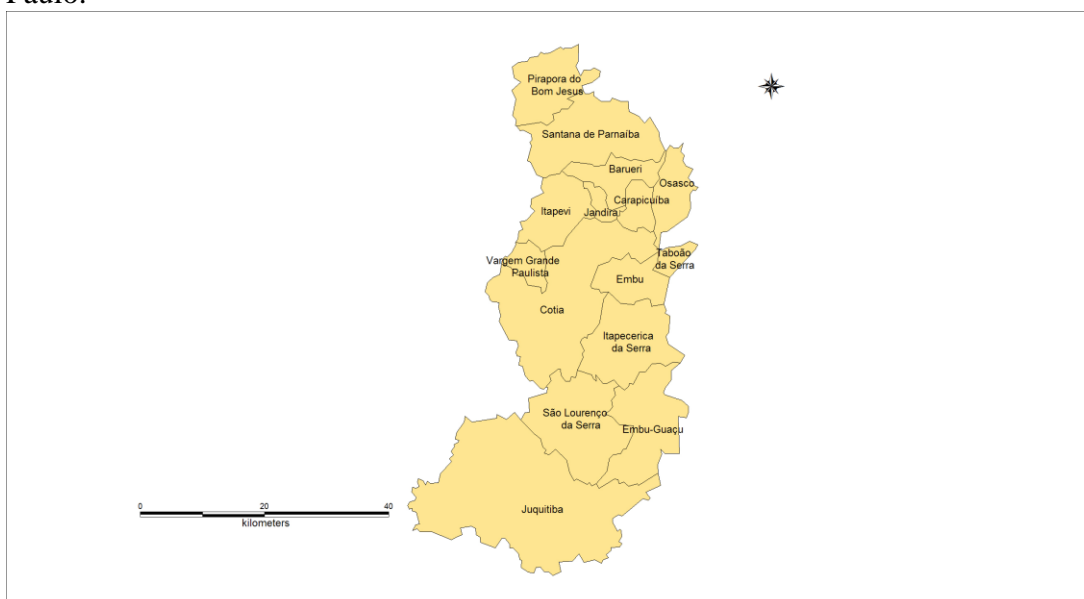 Paulo.
Pirapora do
Bom Jesus
Santana de Parnaíba
Barueri
Osasco
Carapicuíba
Jandira
Itapevi
Taboão
da Serra
Vargem Grande
Paulista
Embu
Cotia
Itapecerica
da Serra
São Lourenço
da Serra
Embu-Guaçu
Juquitiba
0 20 40
kilometers